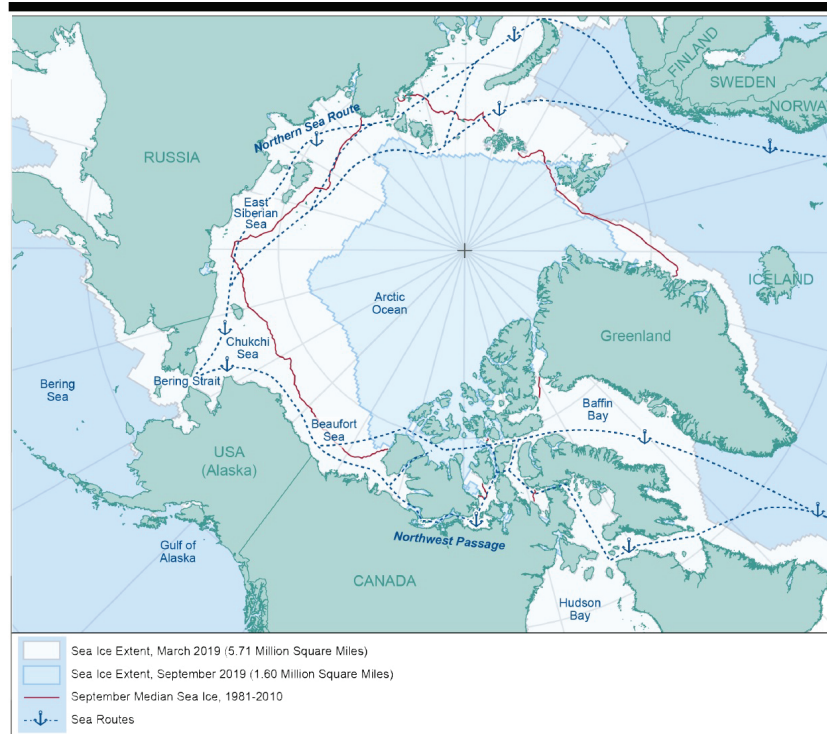 FINLAND
SWEDEN
NORWA
Northern Sea Route
RUSSIA
East
Siberian
Sea
ICELAND
Arctic
Ocean
Greenland
Chukchi
Sea
Bering Strait
Bering
Sea
Baffin
Bay
Beaufort
Sea
USA
(Alaska)
Northwest Passage
Gulf of
Alaska
CANADA
Hudson
Bay
Sea Ice Extent, March 2019 (5.71 Million Square Miles)
Sea Ice Extent, September 2019 (1.60 Million Square Miles)
September Median Sea Ice, 1981-2010
Sea Routes